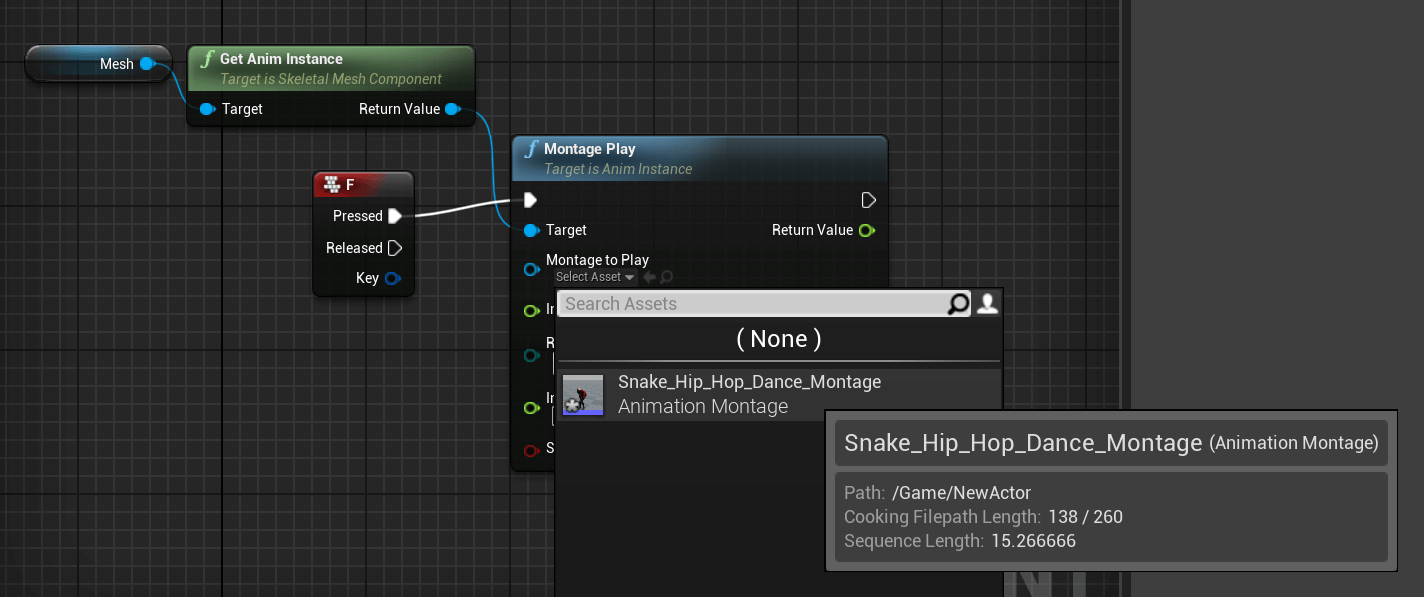 Mesh
Get Anim Instance
Target is Skeletal Mesh Component
Target
Return Value
Montage Play
Target is Anim Instance
F
Pressed
Released
Key
Target
Return Value
Montage to Play
Select Asset
Search Assets
( None )
Snake_Hip_Hop_Dance_Montage
Animation Montage
Snake_Hip_Hop_Dance_Montage (Animation Montage)
Path: /Game/NewActor
Cooking Filepath Length: 138 / 260
Sequence Length: 15.266666